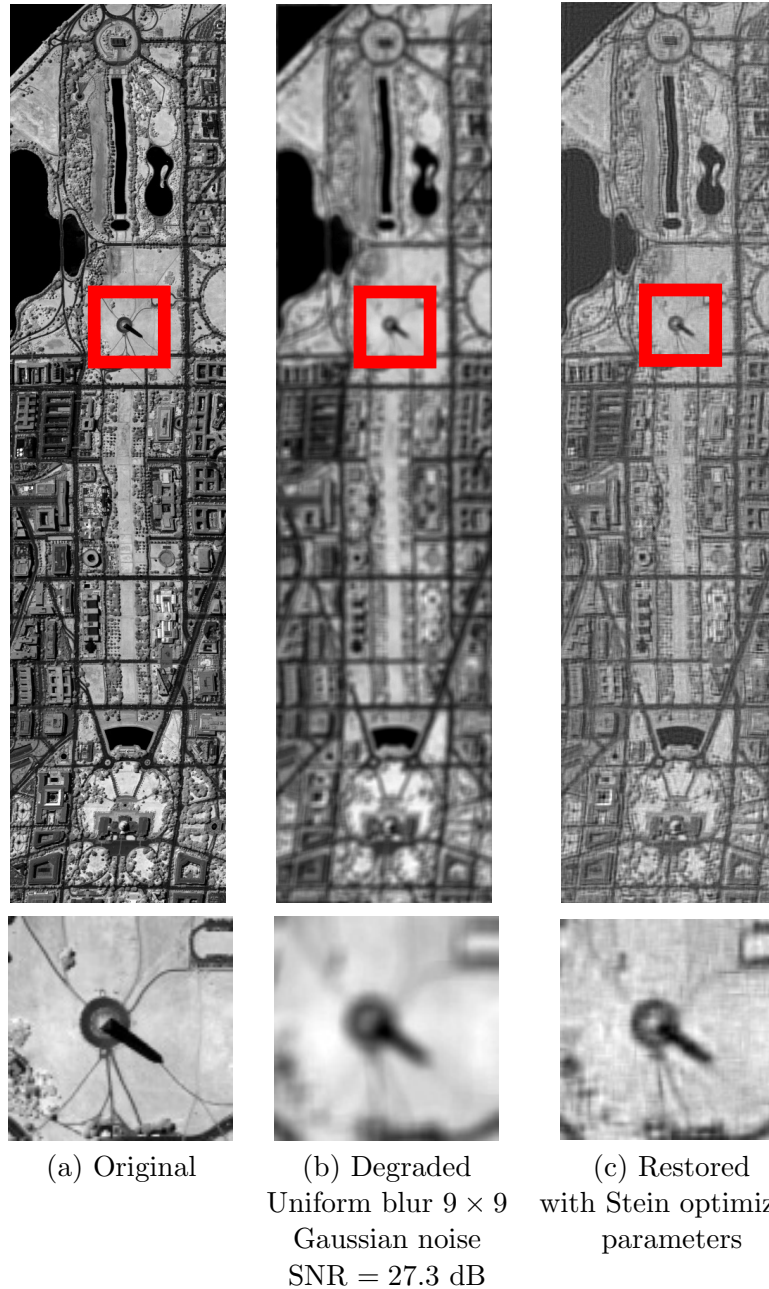 (a) Original
(b) Degraded
Uniform blur 9 × 9
Gaussian noise
SNR = 27.3 dB
(c) Restored
with Stein optimiz
parameters